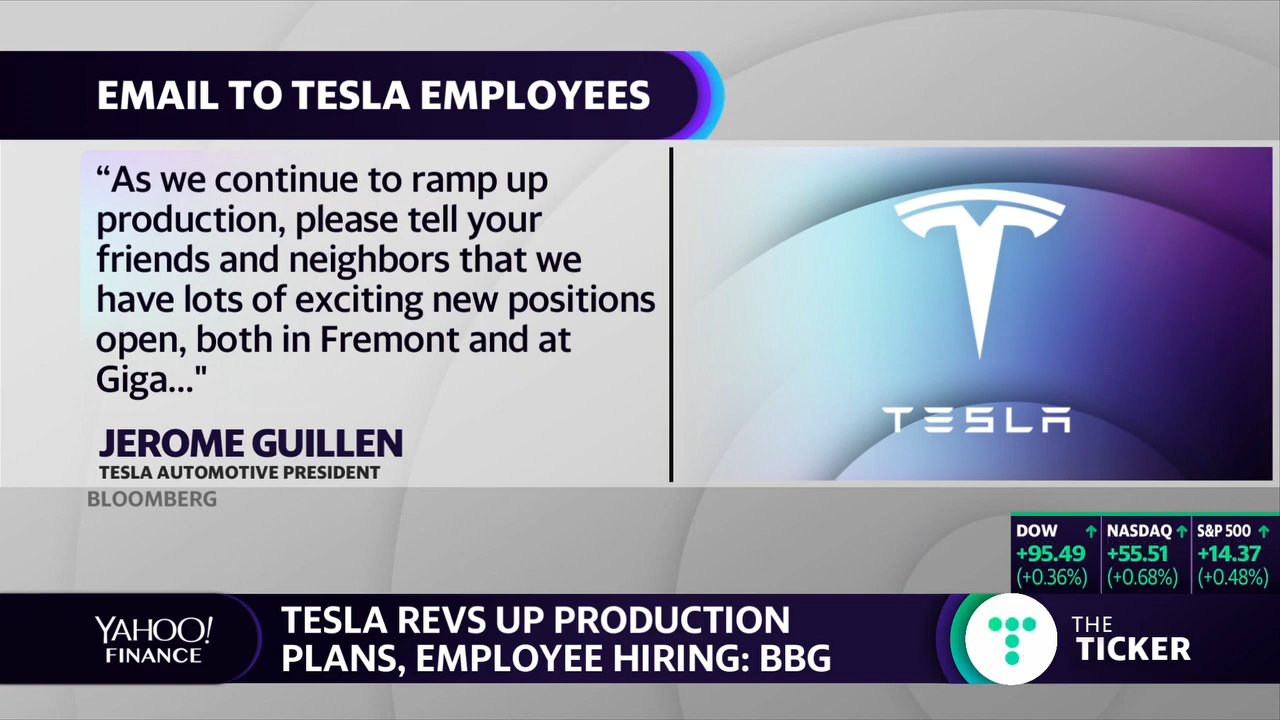 EMAIL TO TESLA EMPLOYEES
“As we continue to ramp up
production, please tell your
friends and neighbors that we
have lots of exciting new positions
open, both in Fremont and at
Giga..."
JEROME GUILLEN
TESLA AUTOMOTIVE PRESIDENT
BLOOMBERG
TESLA
DOW NASDAQ S&P 500
+95.49 +55.51 +14.37
(+0.36%) (+0.68%) (+0.48%)
YAHOO!
FINANCE
TESLA REVS UP PRODUCTION
PLANS, EMPLOYEE HIRING: BBG
THE
TICKER